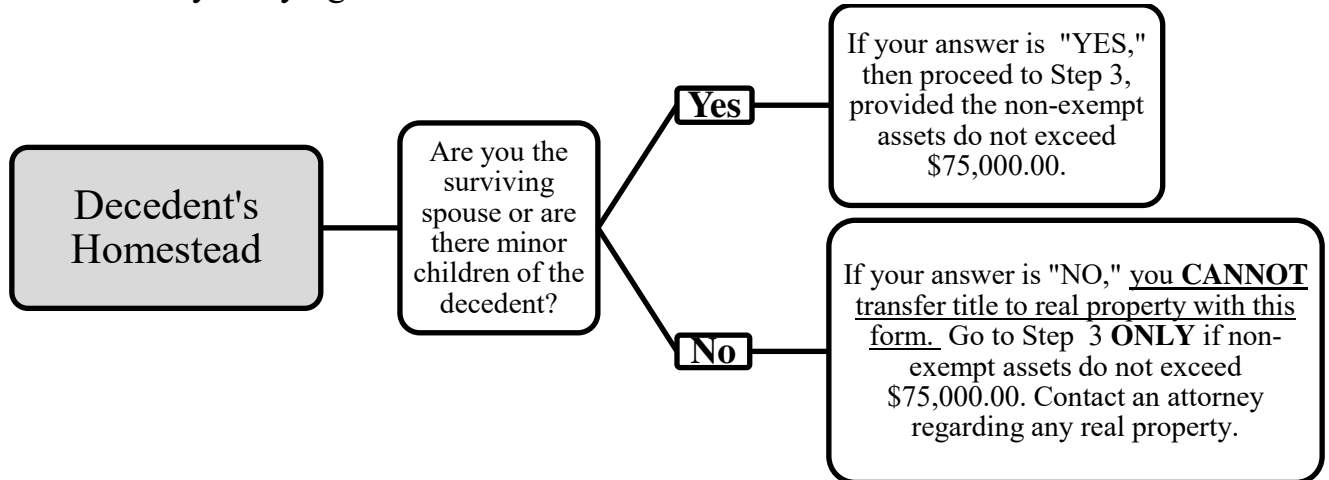 Decedent's
Homestead
Are you the
surviving
spouse or are
there minor
children of the
decedent?
Yes
If your answer is "YES,"
then proceed to Step 3,
provided the non-exempt
assets do not exceed
$75,000.00.
No
If your answer is "NO," you CANNOT
transfer title to real property with this
form. Go to Step 3 ONLY if non-
exempt assets do not exceed
$75,000.00. Contact an attorney
regarding any real property.